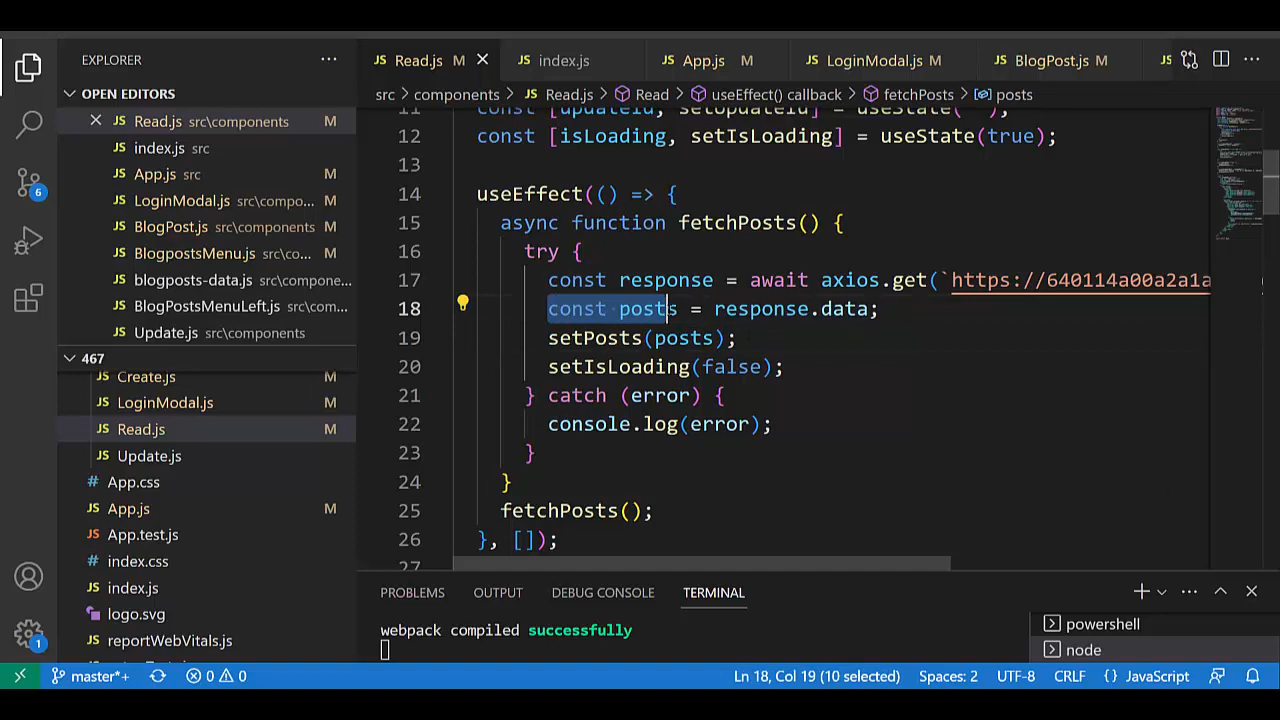 EXPLORER
OPEN EDITORS
Read.js src\components M
index.js src
App.js src M
LoginModal.js src\compo... M
BlogPost.js src\components M
BlogpostsMenu.js src\co... M
blogposts-data.js src\compone...
BlogPostsMenuLeft.js src\com...
Update.js src\components
467
Create.js M
LoginModal.js M
Read.js M
Update.js
App.css
App.js M
App.test.js
index.css
index.js
logo.svg
reportWebVitals.js
Read.js M
index.js
App.js M
LoginModal.js M
BlogPost.js M
src > components > Read.js > Read > useEffect() callback > fetchPosts > posts
11 const [updateId, setUpdateId] = useState('');
12 const [isLoading, setIsLoading] = useState(true);
13
14 useEffect(() => {
15 async function fetchPosts() {
16 try {
17 const response = await axios.get(`https://640114a00a2a1a
18 const posts = response.data;
19 setPosts(posts);
20 setIsLoading(false);
21 } catch (error) {
22 console.log(error);
23 }
24 }
25 fetchPosts();
26 }, []);
27
PROBLEMS OUTPUT DEBUG CONSOLE TERMINAL
webpack compiled successfully
powershell
node
6
1
master*+ 0 0 Ln 18, Col 19 (10 selected) Spaces: 2 UTF-8 CRLF {} JavaScript